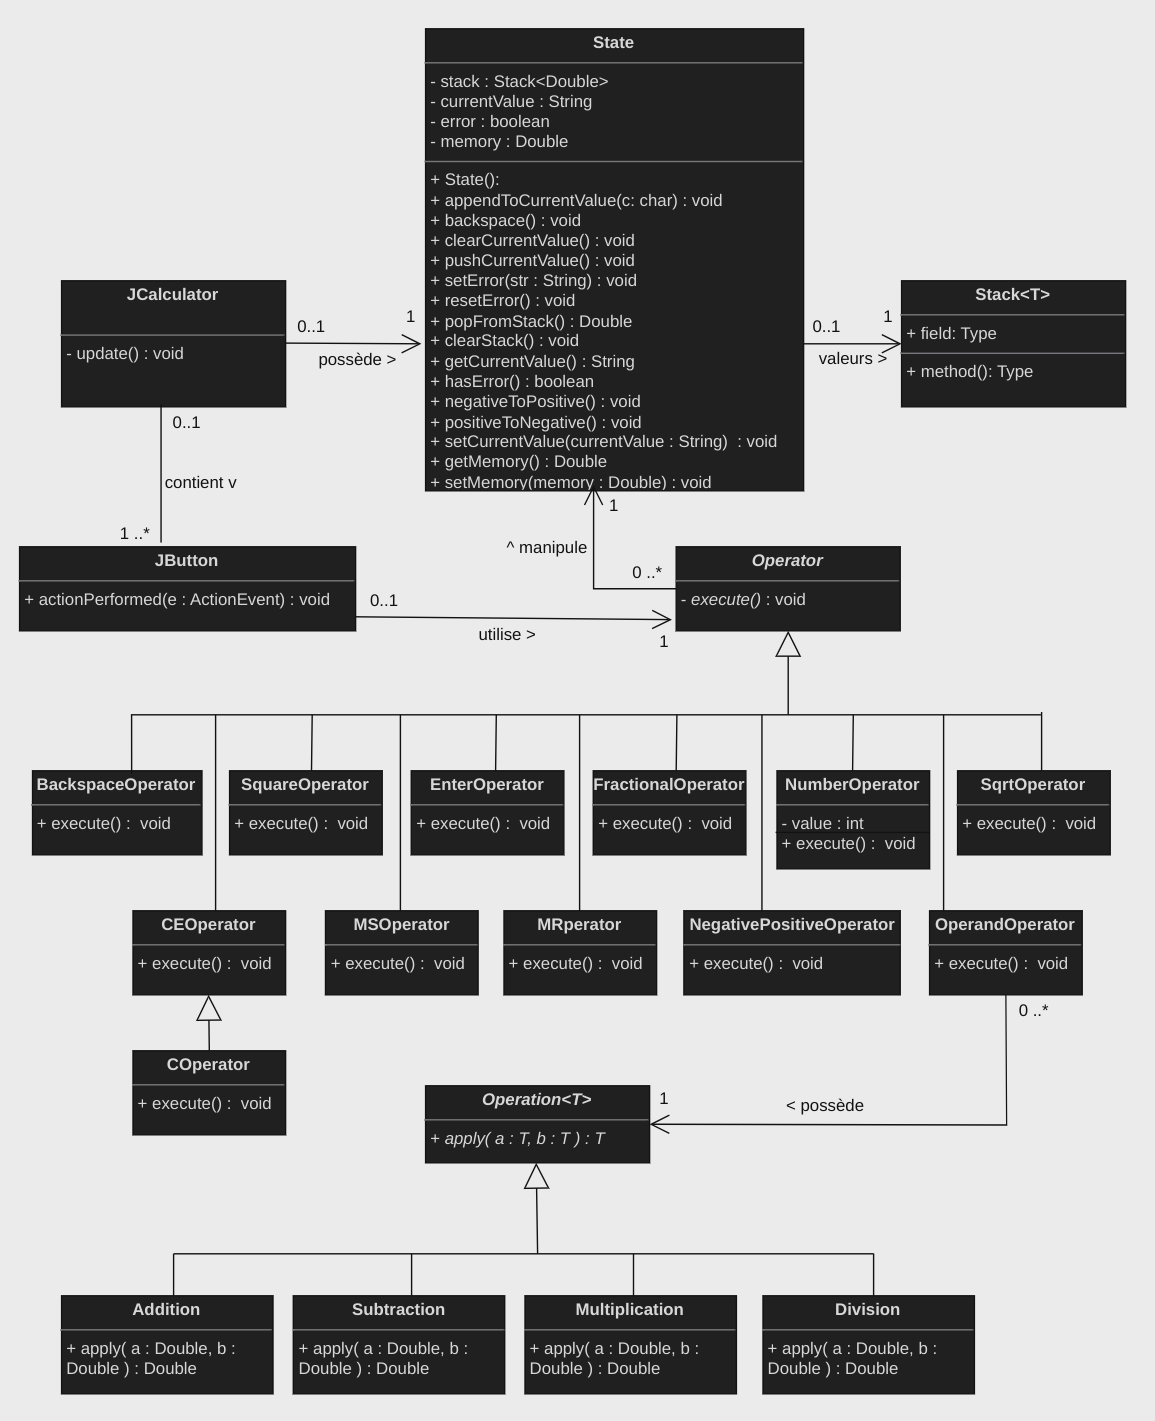 State
- stack : Stack<Double>
- currentValue : String
- error : boolean
- memory : Double
+ State():
+ appendToCurrentValue(c: char) : void
+ backspace() : void
+ clearCurrentValue() : void
+ pushCurrentValue() : void
+ setError(str : String) : void
+ resetError() : void
+ popFromStack() : Double
+ clearStack() : void
+ getCurrentValue() : String
+ hasError() : boolean
+ negativeToPositive() : void
+ positiveToNegative() : void
+ setCurrentValue(currentValue : String)  : void
+ getMemory() : Double
+ setMemory(memory : Double) : void
JCalculator
- update() : void
0..1
1
possède >
0..1
1
valeurs >
Stack<T>
+ field: Type
+ method(): Type
0..1
contient v
1 ..*
JButton
+ actionPerformed(e : ActionEvent) : void
0..1
utilise >
1
1
^ manipule
0 ..*
Operator
- execute() : void
BackspaceOperator
+ execute() :  void
SquareOperator
+ execute() :  void
EnterOperator
+ execute() :  void
FractionalOperator
+ execute() :  void
NumberOperator
- value : int
+ execute() :  void
SqrtOperator
+ execute() :  void
CEOperator
+ execute() :  void
MSOperator
+ execute() :  void
MRperator
+ execute() :  void
NegativePositiveOperator
+ execute() :  void
OperandOperator
+ execute() :  void
COperator
+ execute() :  void
0 ..*
< possède
1
Operation<T>
+ apply( a : T, b : T ) : T
Addition
+ apply( a : Double, b :
Double ) : Double
Subtraction
+ apply( a : Double, b :
Double ) : Double
Multiplication
+ apply( a : Double, b :
Double ) : Double
Division
+ apply( a : Double, b :
Double ) : Double